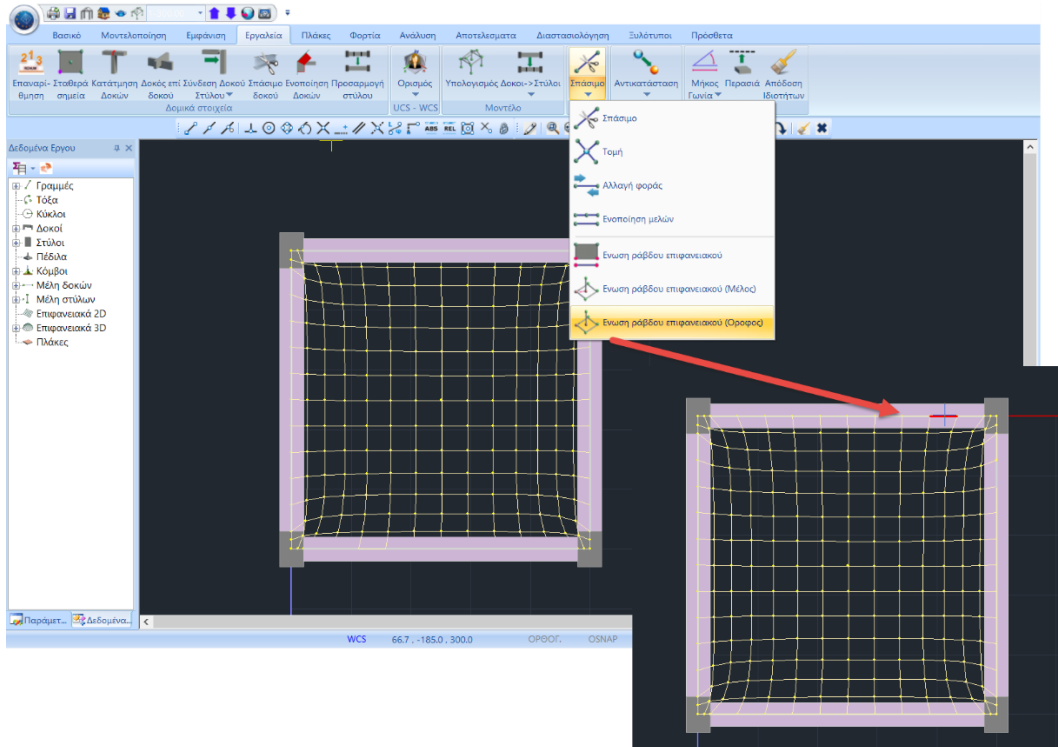 Βασικό Μοντελοποίηση Εμφάνιση Εργαλεία Πλάκες Φορτία Ανάλυση Αποτελεσματα Διαστασιολόγηση Ξυλότυποι Πρόσθετα
Επαναρί- Σταθερά Κατάτμηση Δοκός επί Σύνδεση Δοκού Σπάσιμο Ενοποίηση Προσαρμογή Ορισμός Υπολογισμός Δοκοι->Στύλοι Σπάσιμο Αντικατάσταση Μήκος Περασιά Απόδοση
θμηση σημεία Δοκών δοκού Στύλου δοκού Δοκών στύλου Γωνία Ιδιοτήτων
Δομικά στοιχεία UCS - WCS Μοντέλο
Σπάσιμο
Τομή
Αλλαγή φοράς
Ενοποίηση μελών
Ενωση ράβδου επιφανειακού
Ενωση ράβδου επιφανειακού (Μέλος)
Ενωση ράβδου επιφανειακού (Όροφος)
ABS REL
Δεδομένα Εργου
Γραμμές
Τόξα
Κύκλοι
Δοκοί
Στύλοι
Πέδιλα
Κόμβοι
Μέλη δοκών
Μέλη στύλων
Επιφανειακά 2D
Επιφανειακά 3D
Πλάκες
Παράμετ... Δεδομένα...
WCS 66.7 , -185.0 , 300.0 ΟΡΘΟΓ. OSNAP